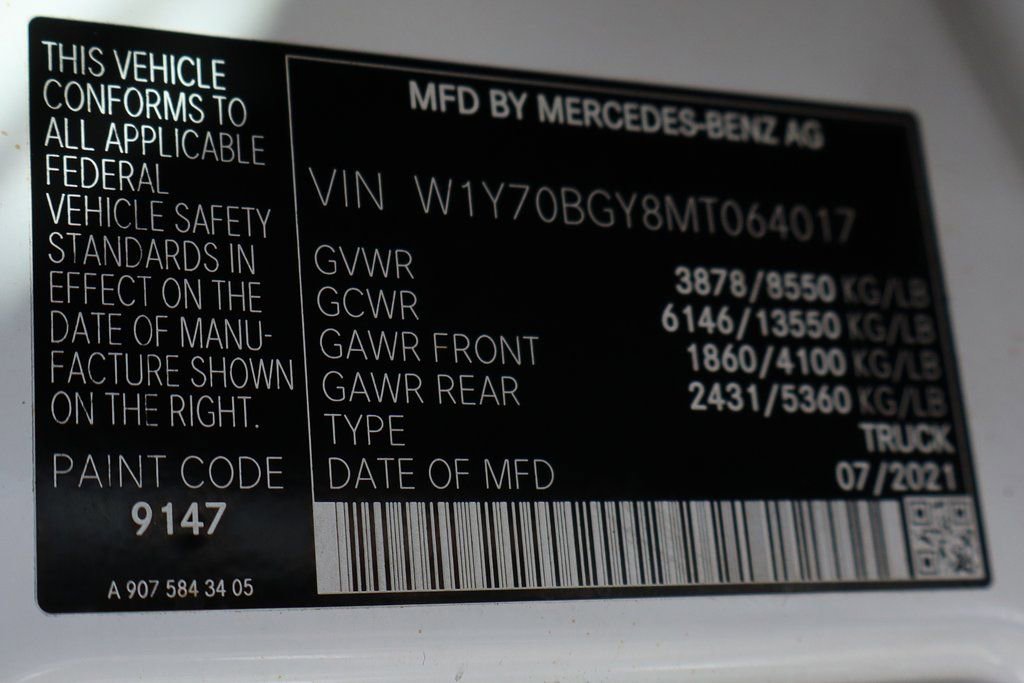 THIS VEHICLE
CONFORMS TO
ALL APPLICABLE
FEDERAL
VEHICLE SAFETY
STANDARDS IN
EFFECT ON THE
DATE OF MANU-
FACTURE SHOWN
ON THE RIGHT.
PAINT CODE
9147
A 907 584 34 05
MFD BY MERCEDES-BENZ AG
VIN W1Y70BGY8MT064017
GVWR 3878/8550 KG/LB
GCWR 6146/13550 KG/LB
GAWR FRONT 1860/4100 KG/LB
GAWR REAR 2431/5360 KG/LB
TYPE TRUCK
DATE OF MFD 07/2021